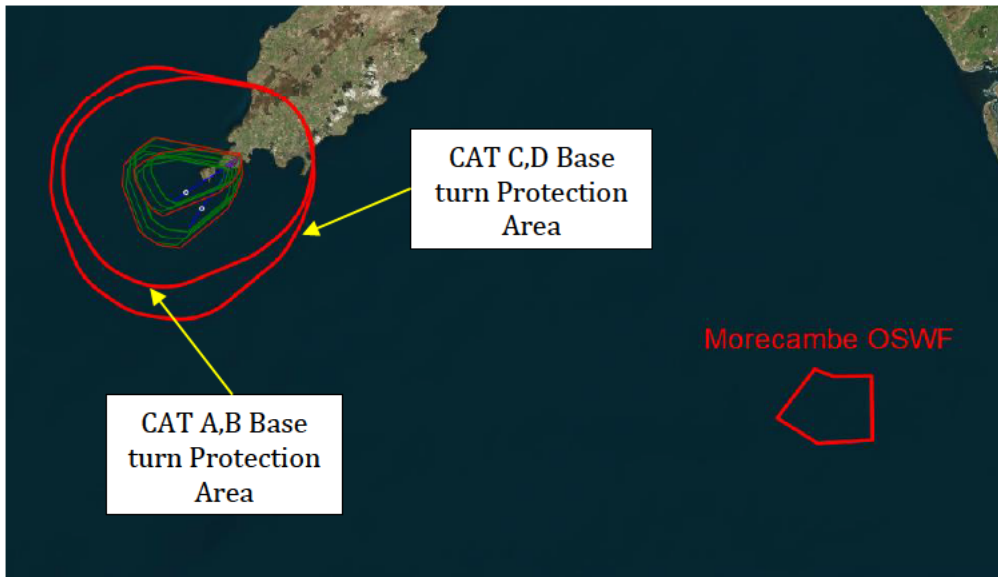 CAT C,D Base
turn Protection
Area
Morecambe OSWF
CAT A,B Base
turn Protection
Area